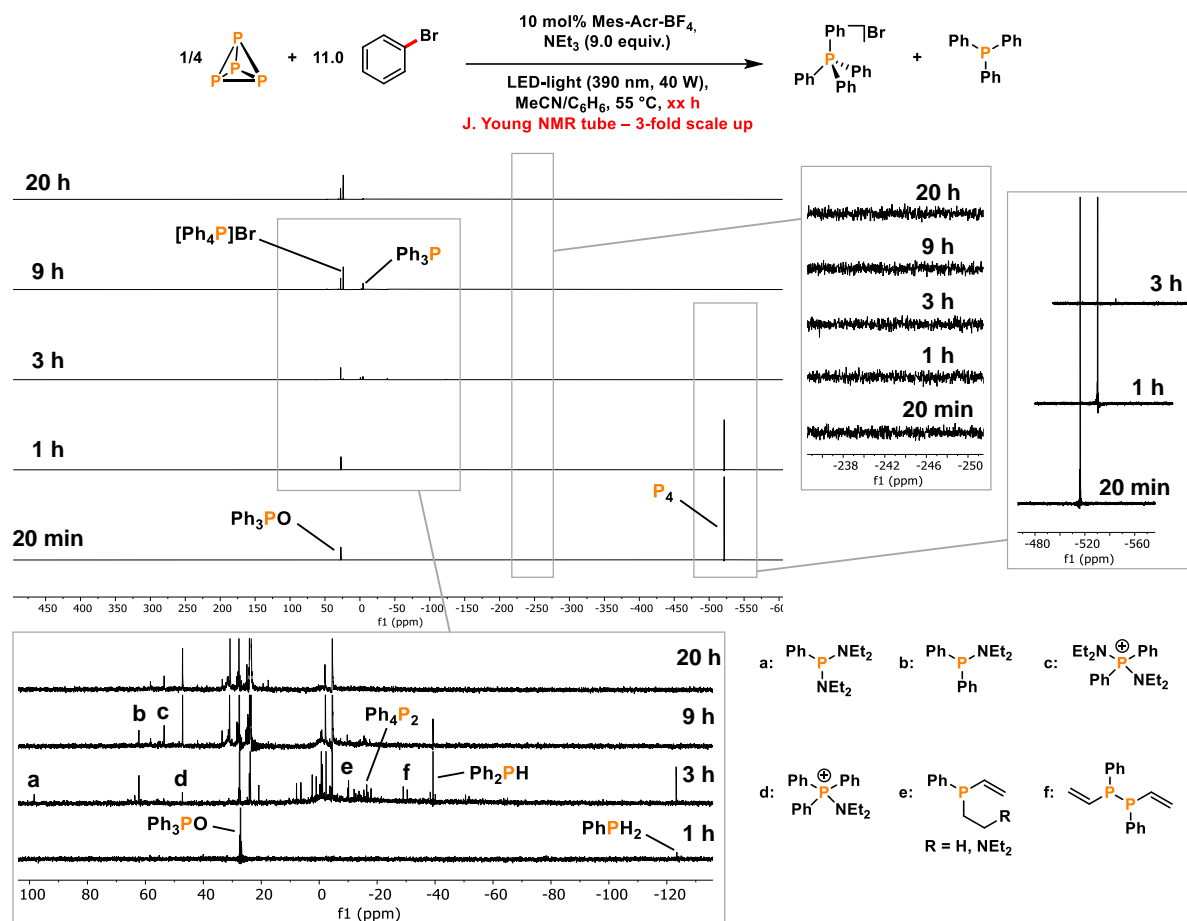 1/4
P
P
P
P
+
11.0
Br
10 mol% Mes-Acr-BF4,
NEt3 (9.0 equiv.)
LED-light (390 nm, 40 W),
MeCN/C6H6, 55 °C, xx h
J. Young NMR tube – 3-fold scale up
Ph Br
P
Ph Ph Ph
+
Ph P Ph
Ph
20 h
[Ph4P]Br
Ph3P
9 h
3 h
1 h
P4
Ph3PO
20 min
450 400 350 300 250 200 150 100 50 0 -50 -100 -150 -200 -250 -300 -350 -400 -450 -500 -550 -6
f1 (ppm)
20 h
9 h
3 h
1 h
20 min
-238 -242 -246 -250
f1 (ppm)
3 h
1 h
20 min
-480 -520 -560
f1 (ppm)
20 h
b c
Ph4P2
9 h
a d e f
Ph2PH
3 h
Ph3PO
PhPH2
1 h
100 80 60 40 20 0 -20 -40 -60 -80 -100 -120
f1 (ppm)
a: Ph P NEt2
NEt2
b: Ph P NEt2
Ph
c: Et2N P Ph
Ph NEt2
⊕
d: Ph P Ph
Ph NEt2
⊕
e: Ph P
R
R = H, NEt2
f: Ph
P P
Ph